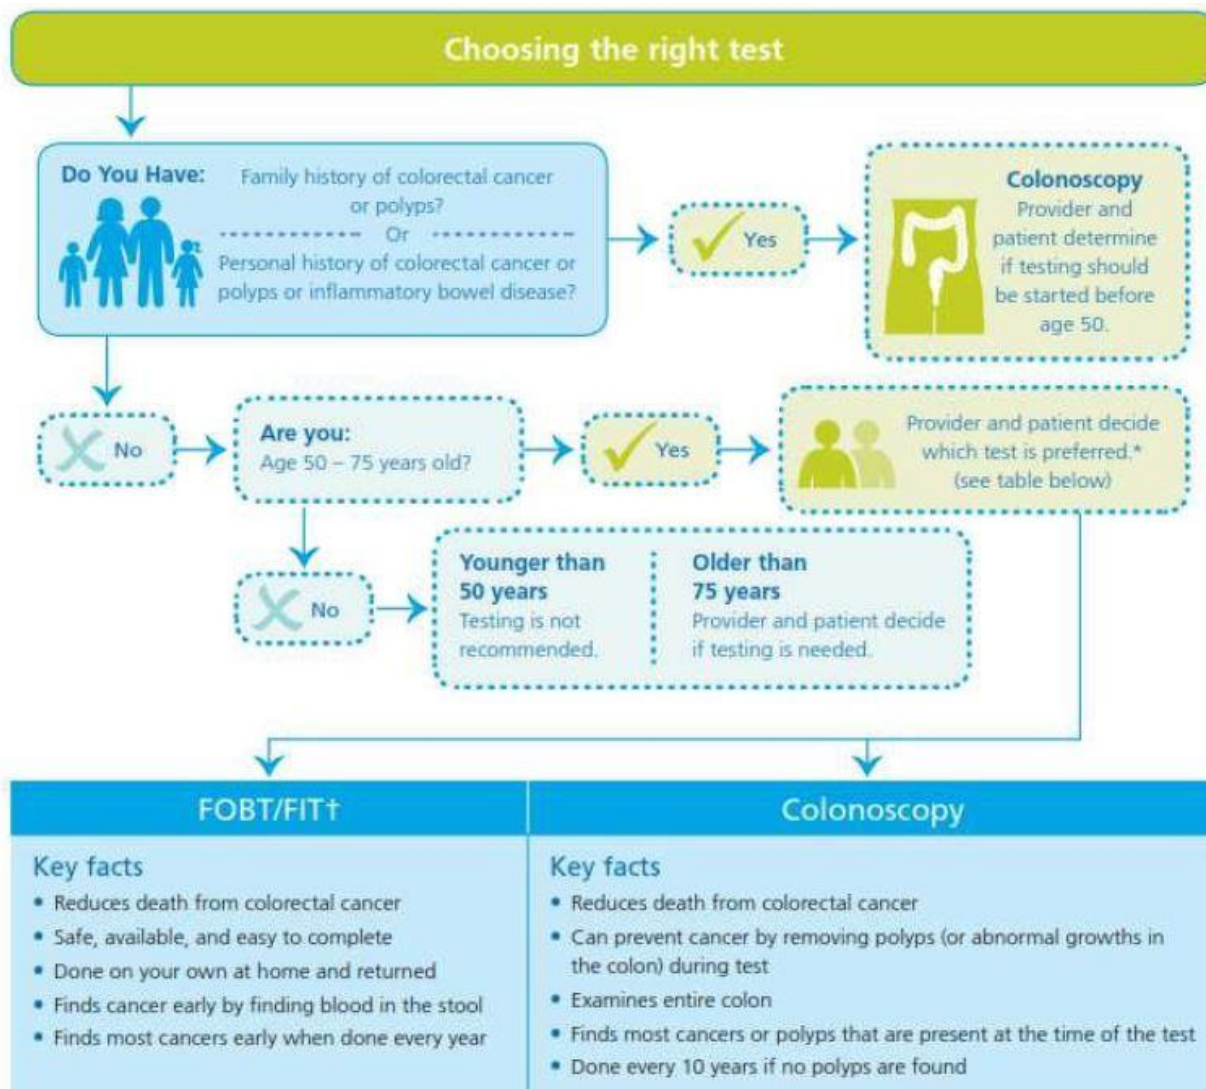 Choosing the right test
Do You Have:
Family history of colorectal cancer
or polyps?
Or
Personal history of colorectal cancer or
polyps or inflammatory bowel disease?
Yes
Colonoscopy
Provider and
patient determine
if testing should
be started before
age 50.
No
Are you:
Age 50 – 75 years old?
Yes
Provider and patient decide
which test is preferred.*
(see table below)
No
Younger than
50 years
Testing is not
recommended.
Older than
75 years
Provider and patient decide
if testing is needed.
FOBT/FIT†
Key facts
• Reduces death from colorectal cancer
• Safe, available, and easy to complete
• Done on your own at home and returned
• Finds cancer early by finding blood in the stool
• Finds most cancers early when done every year
Colonoscopy
Key facts
• Reduces death from colorectal cancer
• Can prevent cancer by removing polyps (or abnormal growths in
the colon) during test
• Examines entire colon
• Finds most cancers or polyps that are present at the time of the test
• Done every 10 years if no polyps are found